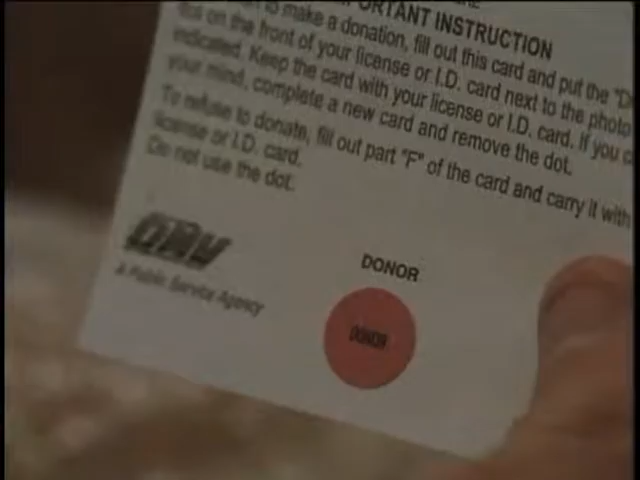 IMPORTANT INSTRUCTION
to make a donation, fill out this card and put the "D
dot on the front of your license or I.D. card next to the photo
indicated. Keep the card with your license or I.D. card. If you c
your mind, complete a new card and remove the dot.
To refuse to donate, fill out part "F" of the card and carry it with
license or I.D. card.
Do not use the dot.
DMV
A Public Service Agency
DONOR
DONOR